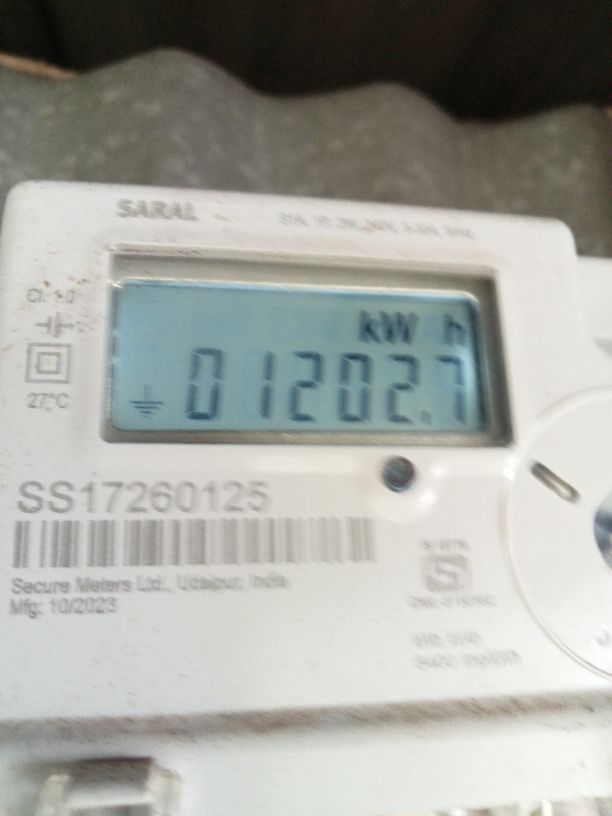 SARAL
Cl. 1.0
kW h
01202.7
27°C
SS17260125
Secure Meters Ltd., Udaipur, India
Mfg: 10/2023